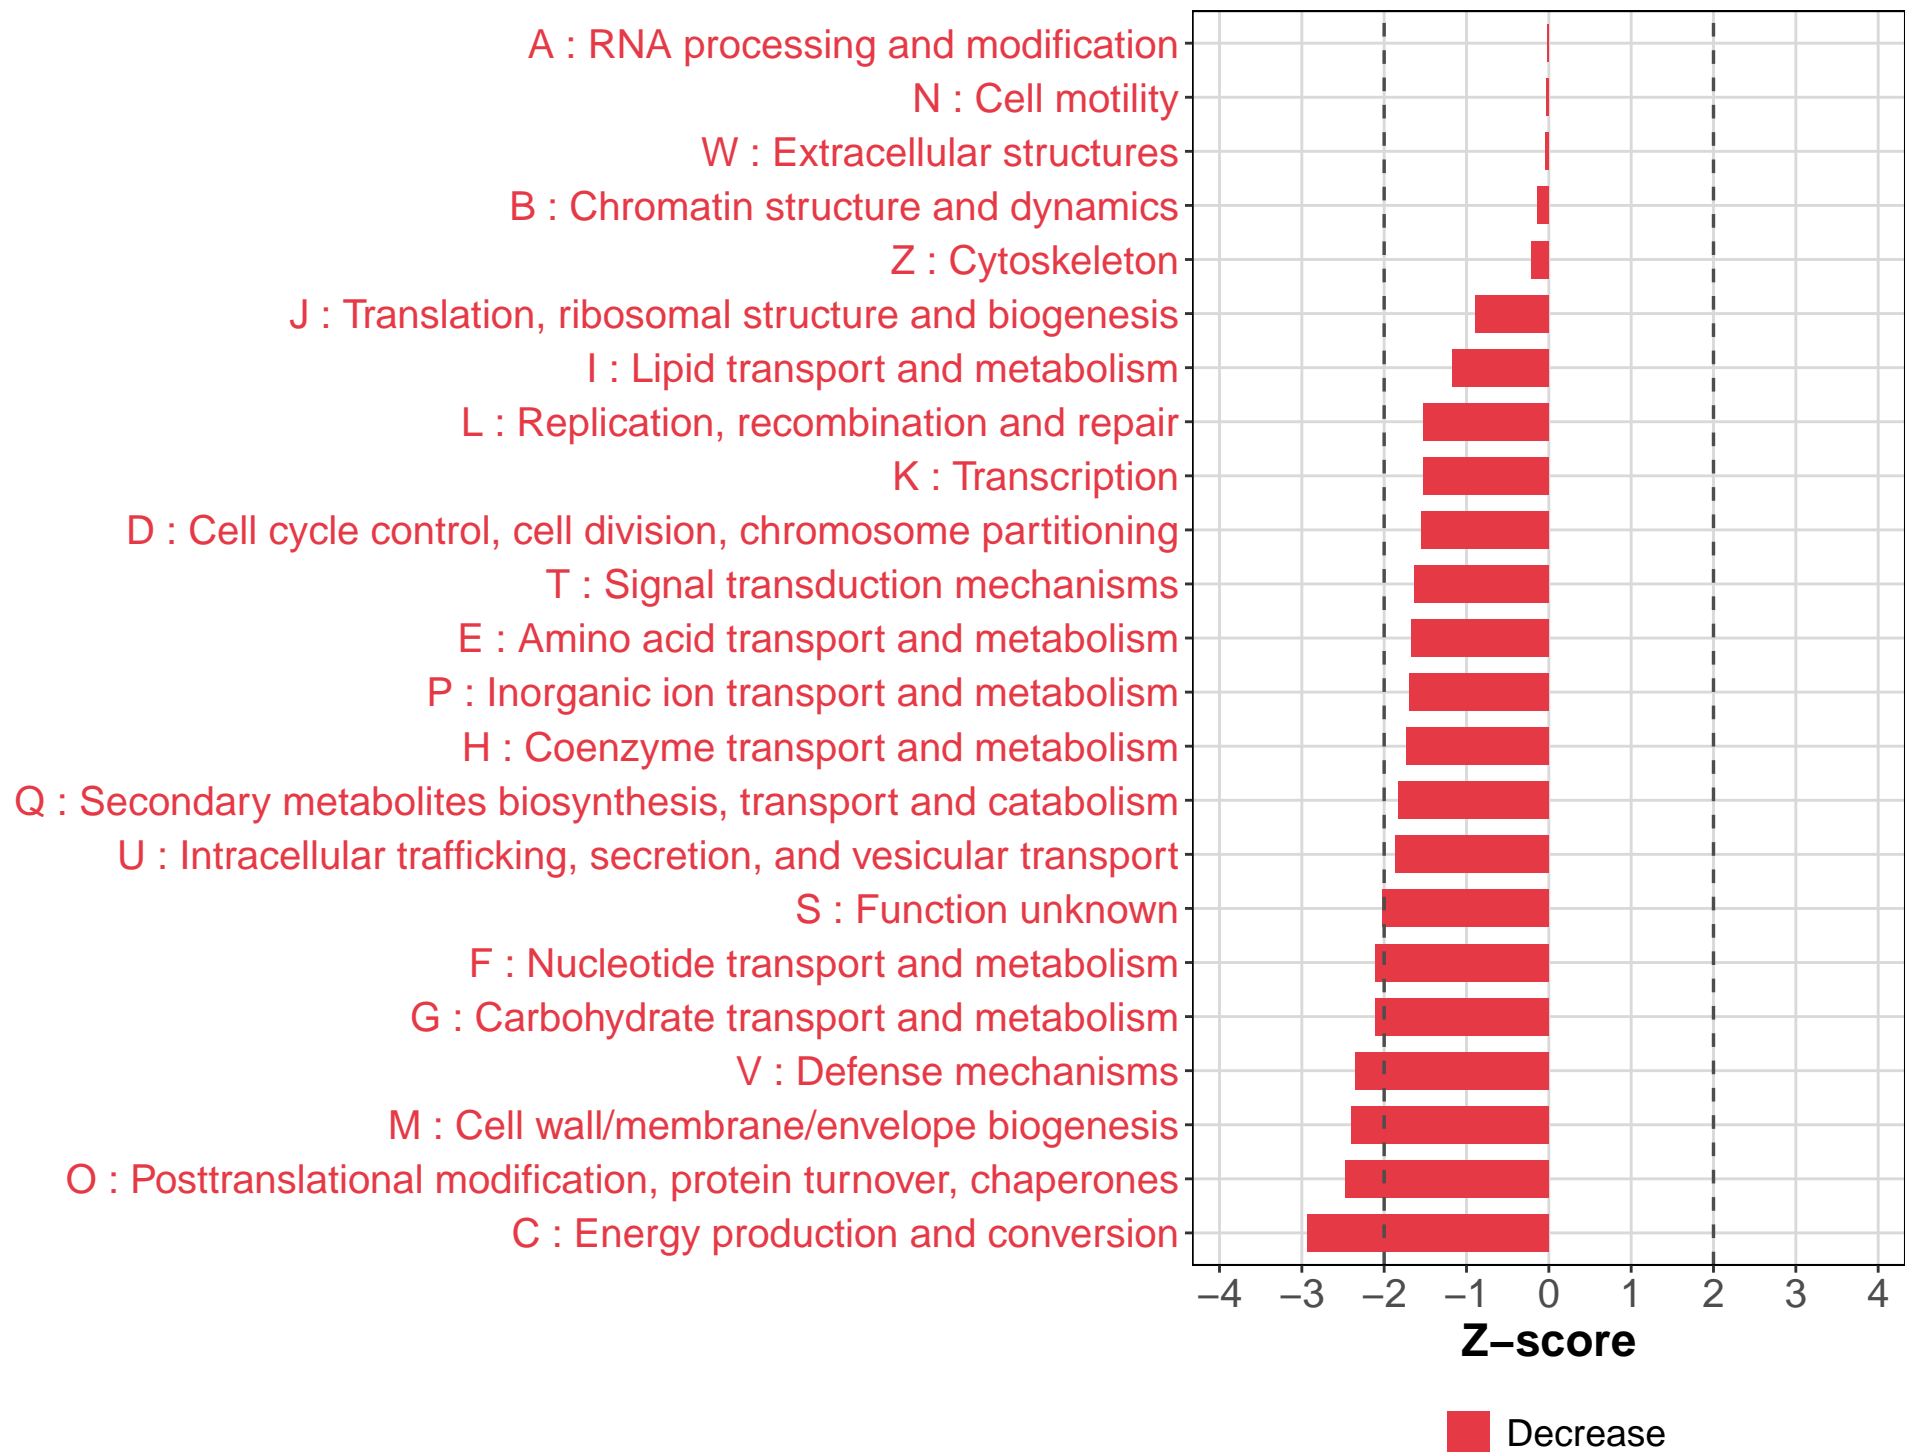 A : RNA processing and modification
N : Cell motility
W : Extracellular structures
B : Chromatin structure and dynamics
Z : Cytoskeleton
J : Translation, ribosomal structure and biogenesis
I : Lipid transport and metabolism
L : Replication, recombination and repair
K : Transcription
D : Cell cycle control, cell division, chromosome partitioning
T : Signal transduction mechanisms
E : Amino acid transport and metabolism
P : Inorganic ion transport and metabolism
H : Coenzyme transport and metabolism
Q : Secondary metabolites biosynthesis, transport and catabolism
U : Intracellular trafficking, secretion, and vesicular transport
S : Function unknown
F : Nucleotide transport and metabolism
G : Carbohydrate transport and metabolism
V : Defense mechanisms
M : Cell wall/membrane/envelope biogenesis
O : Posttranslational modification, protein turnover, chaperones
C : Energy production and conversion
−4 −3 −2 −1 0 1 2 3 4
Z−score
Decrease